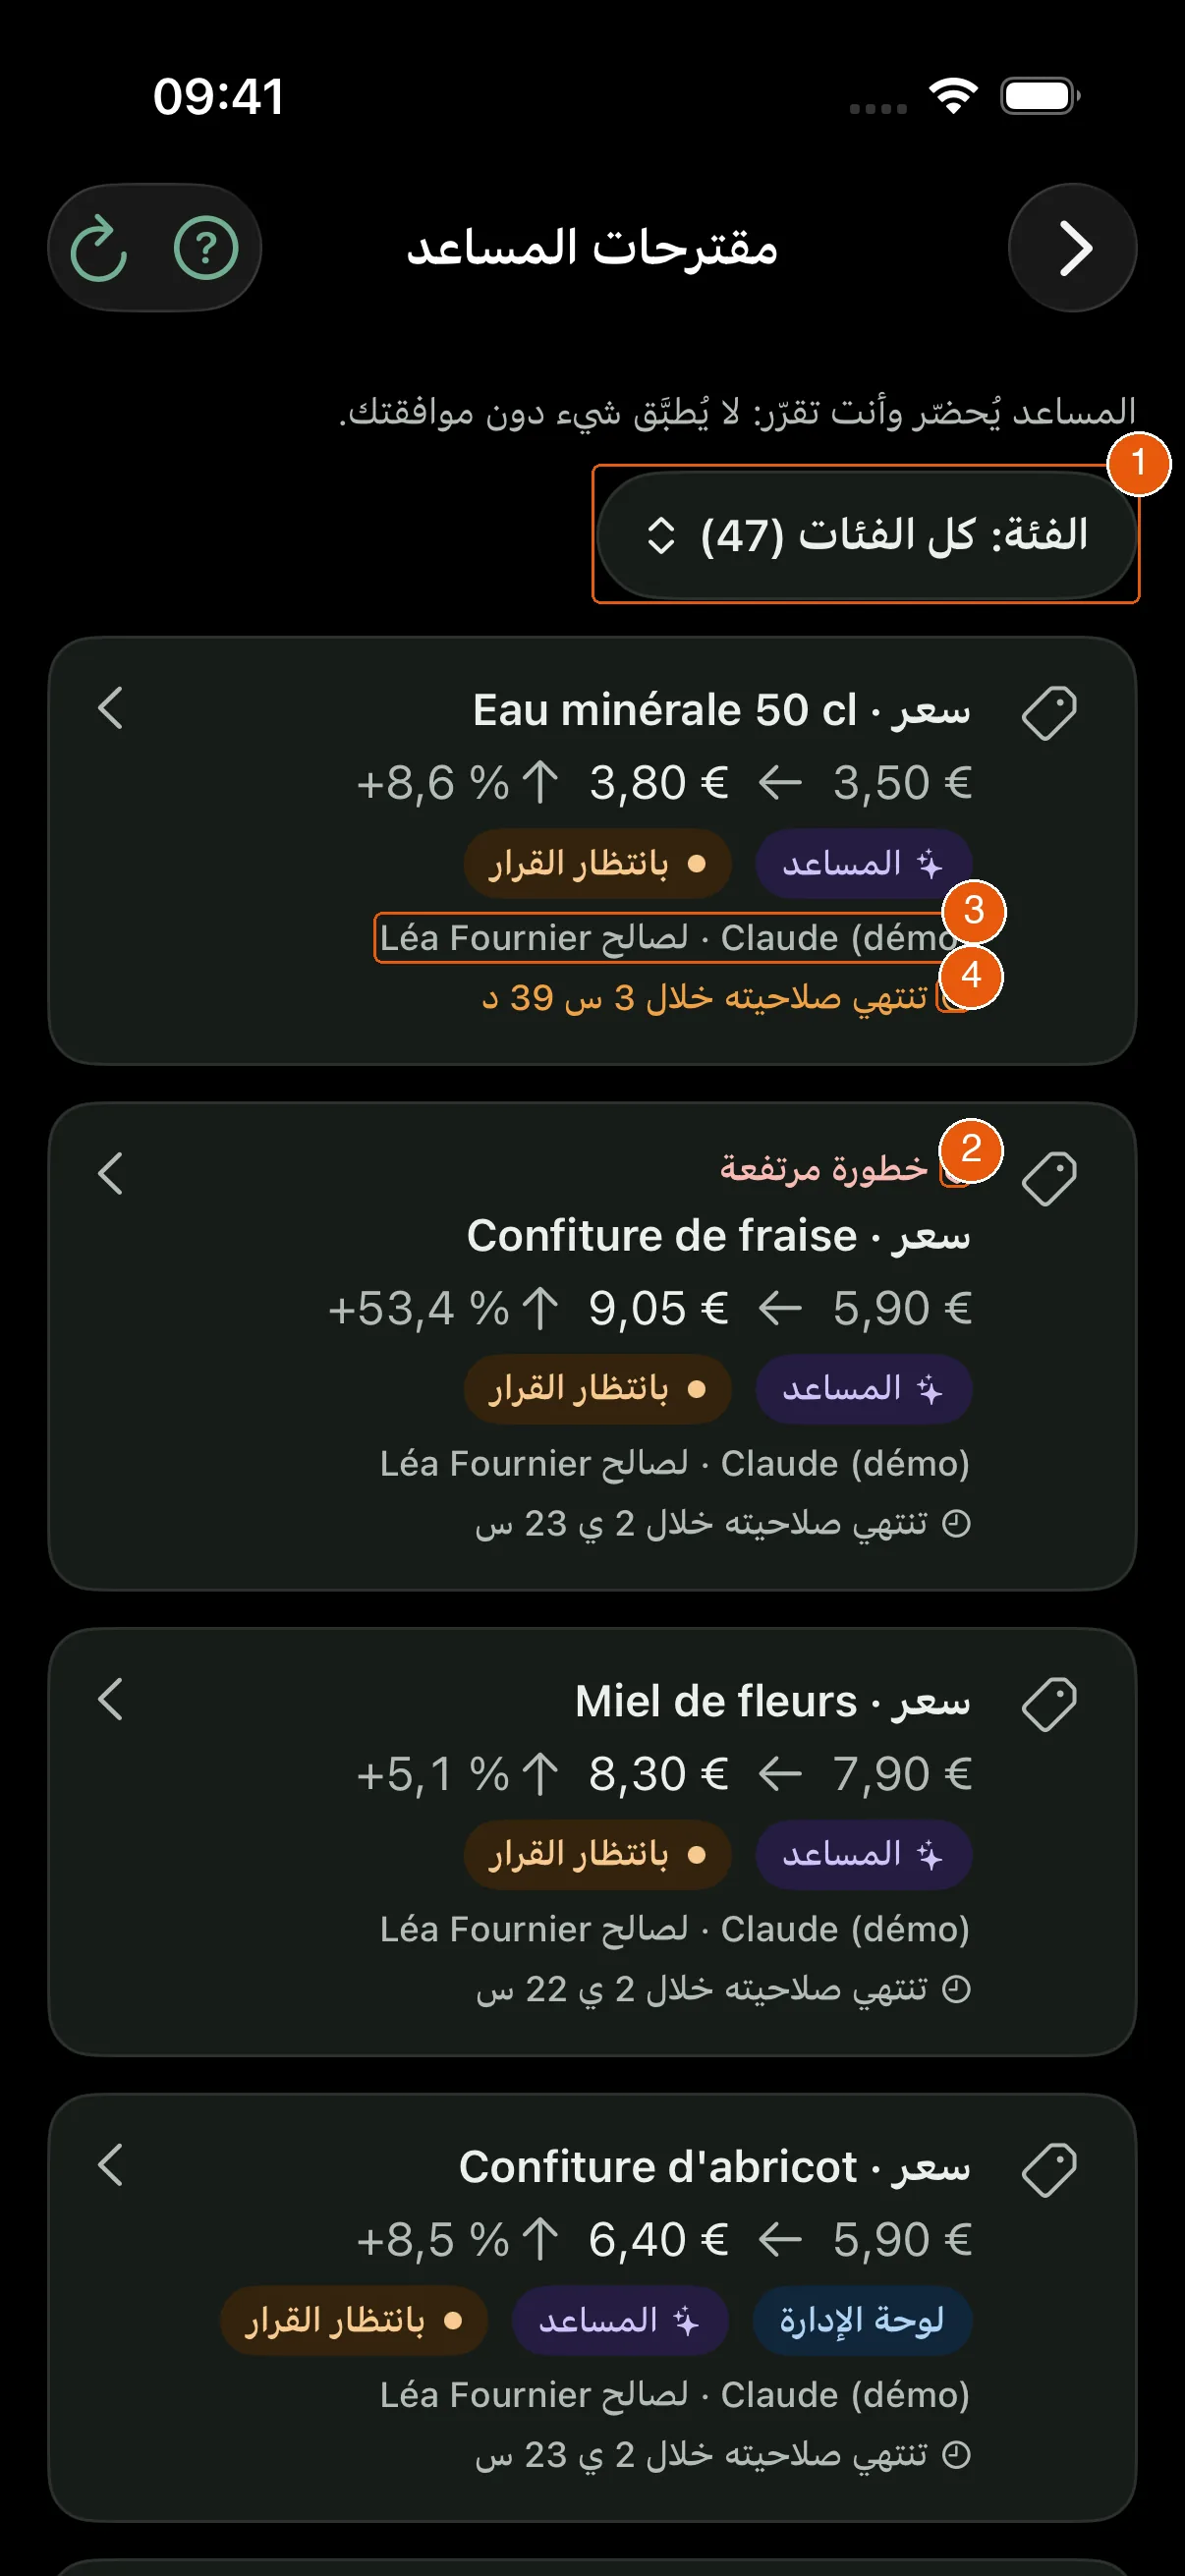 09:41
مقترحات المساعد
المساعد يُحضّر وأنت تقرّر: لا يُطبَّق شيء دون موافقتك.
1
الفئة: كل الفئات (47)
سعر · Eau minérale 50 cl
3,50 € ← 3,80 € ↑ +8,6 %
المساعد
بانتظار القرار
3
Claude (démo · لصالح Léa Fournier
4
تنتهي صلاحيته خلال 3 س 39 د
2
خطورة مرتفعة
سعر · Confiture de fraise
5,90 € ← 9,05 € ↑ +53,4 %
المساعد
بانتظار القرار
Claude (démo) · لصالح Léa Fournier
تنتهي صلاحيته خلال 2 ي 23 س
سعر · Miel de fleurs
7,90 € ← 8,30 € ↑ +5,1 %
المساعد
بانتظار القرار
Claude (démo) · لصالح Léa Fournier
تنتهي صلاحيته خلال 2 ي 22 س
سعر · Confiture d'abricot
5,90 € ← 6,40 € ↑ +8,5 %
لوحة الإدارة
المساعد
بانتظار القرار
Claude (démo) · لصالح Léa Fournier
تنتهي صلاحيته خلال 2 ي 23 س